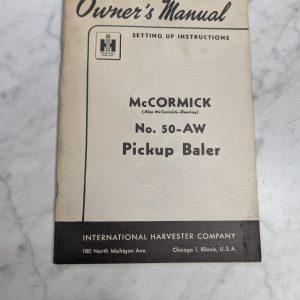 Owner's Manual
SETTING UP INSTRUCTIONS
IH
McCORMICK
(Also McCormick-Deering)
No. 50-AW
Pickup Baler
INTERNATIONAL HARVESTER COMPANY
180 North Michigan Ave. Chicago 1, Illinois, U.S.A.